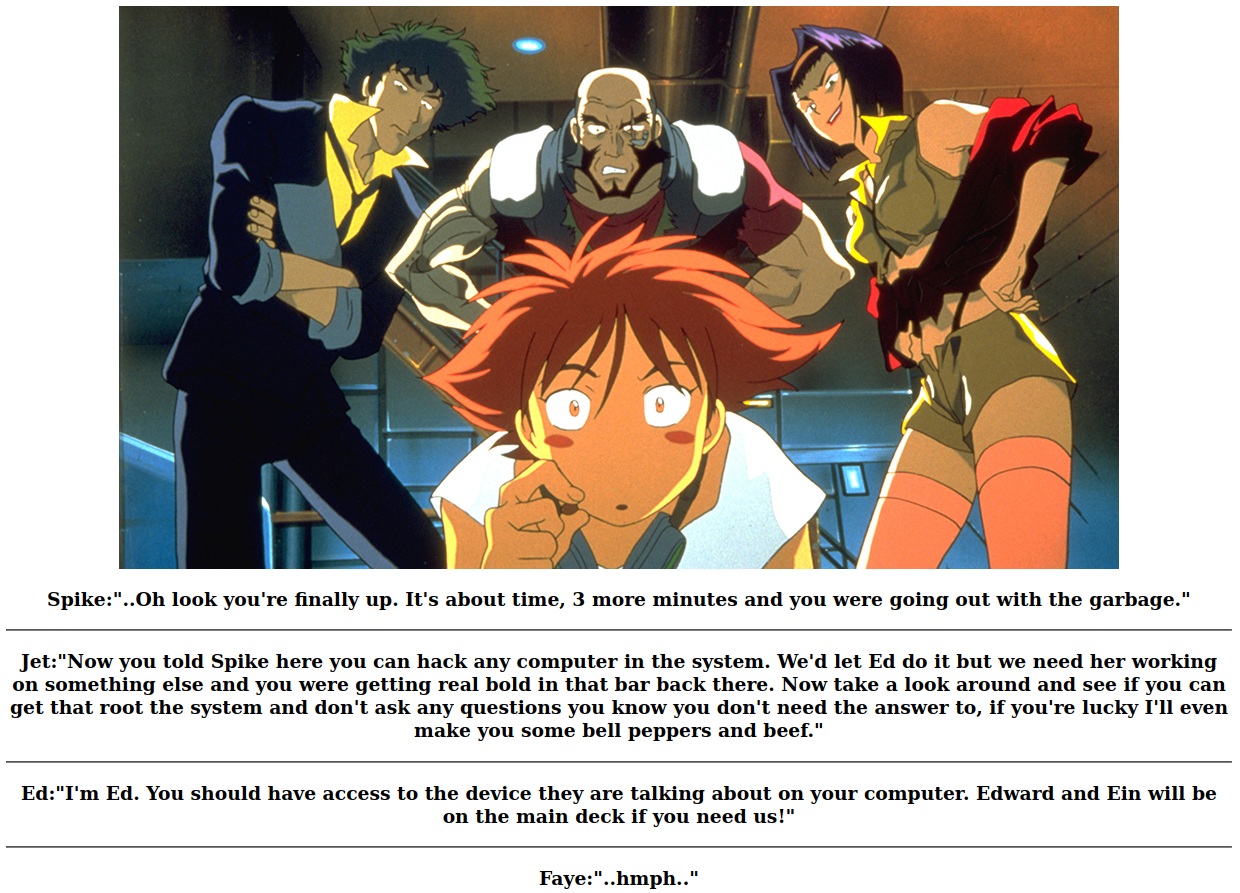 Spike:"..Oh look you're finally up. It's about time, 3 more minutes and you were going out with the garbage."
Jet:"Now you told Spike here you can hack any computer in the system. We'd let Ed do it but we need her working
on something else and you were getting real bold in that bar back there. Now take a look around and see if you can
get that root the system and don't ask any questions you know you don't need the answer to, if you're lucky I'll even
make you some bell peppers and beef."
Ed:"I'm Ed. You should have access to the device they are talking about on your computer. Edward and Ein will be
on the main deck if you need us!"
Faye:"..hmph.."